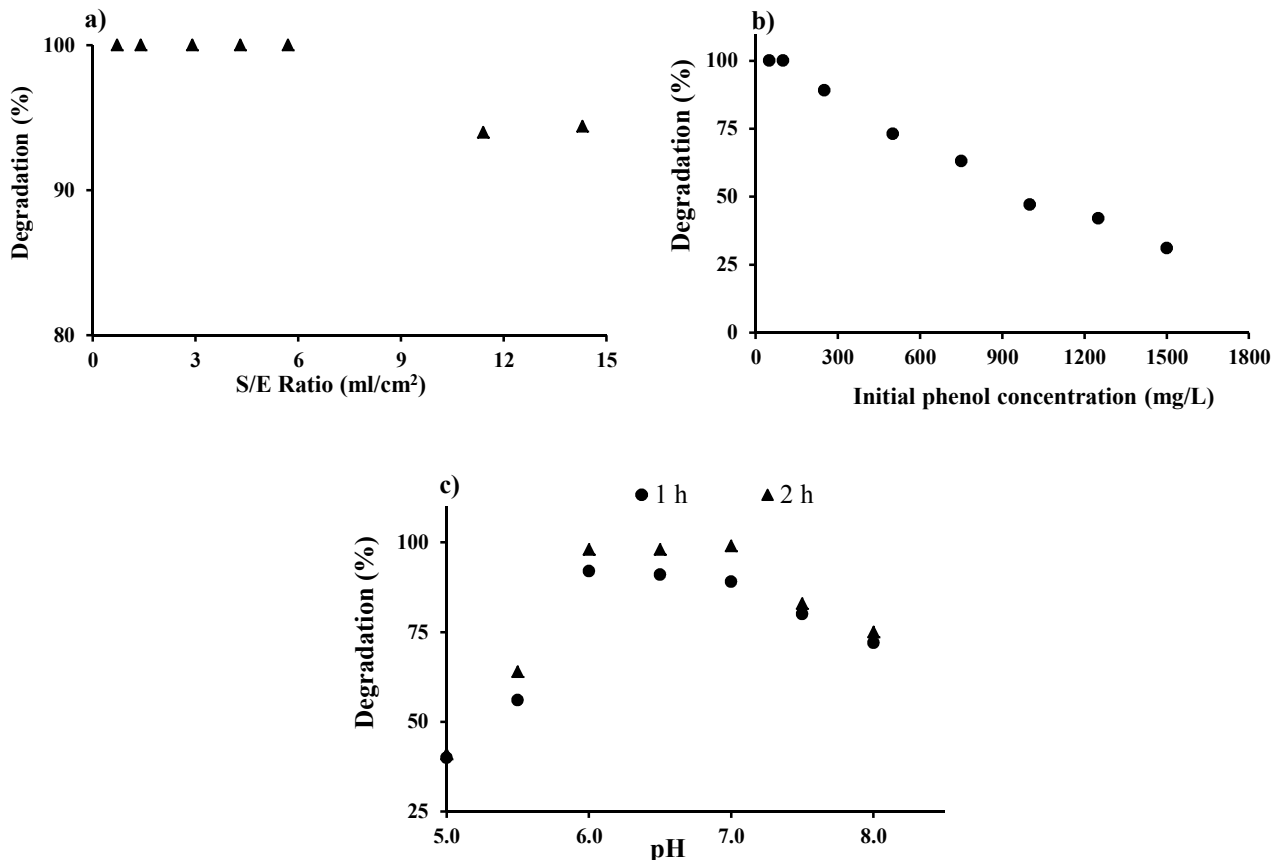 a)
Degradation (%)
100
90
80
0 3 6 9 12 15
S/E Ratio (ml/cm²)
b)
Degradation (%)
100
75
50
25
0
0 300 600 900 1200 1500 1800
Initial phenol concentration (mg/L)
c)
1 h 2 h
Degradation (%)
100
75
50
25
5.0 6.0 7.0 8.0
pH